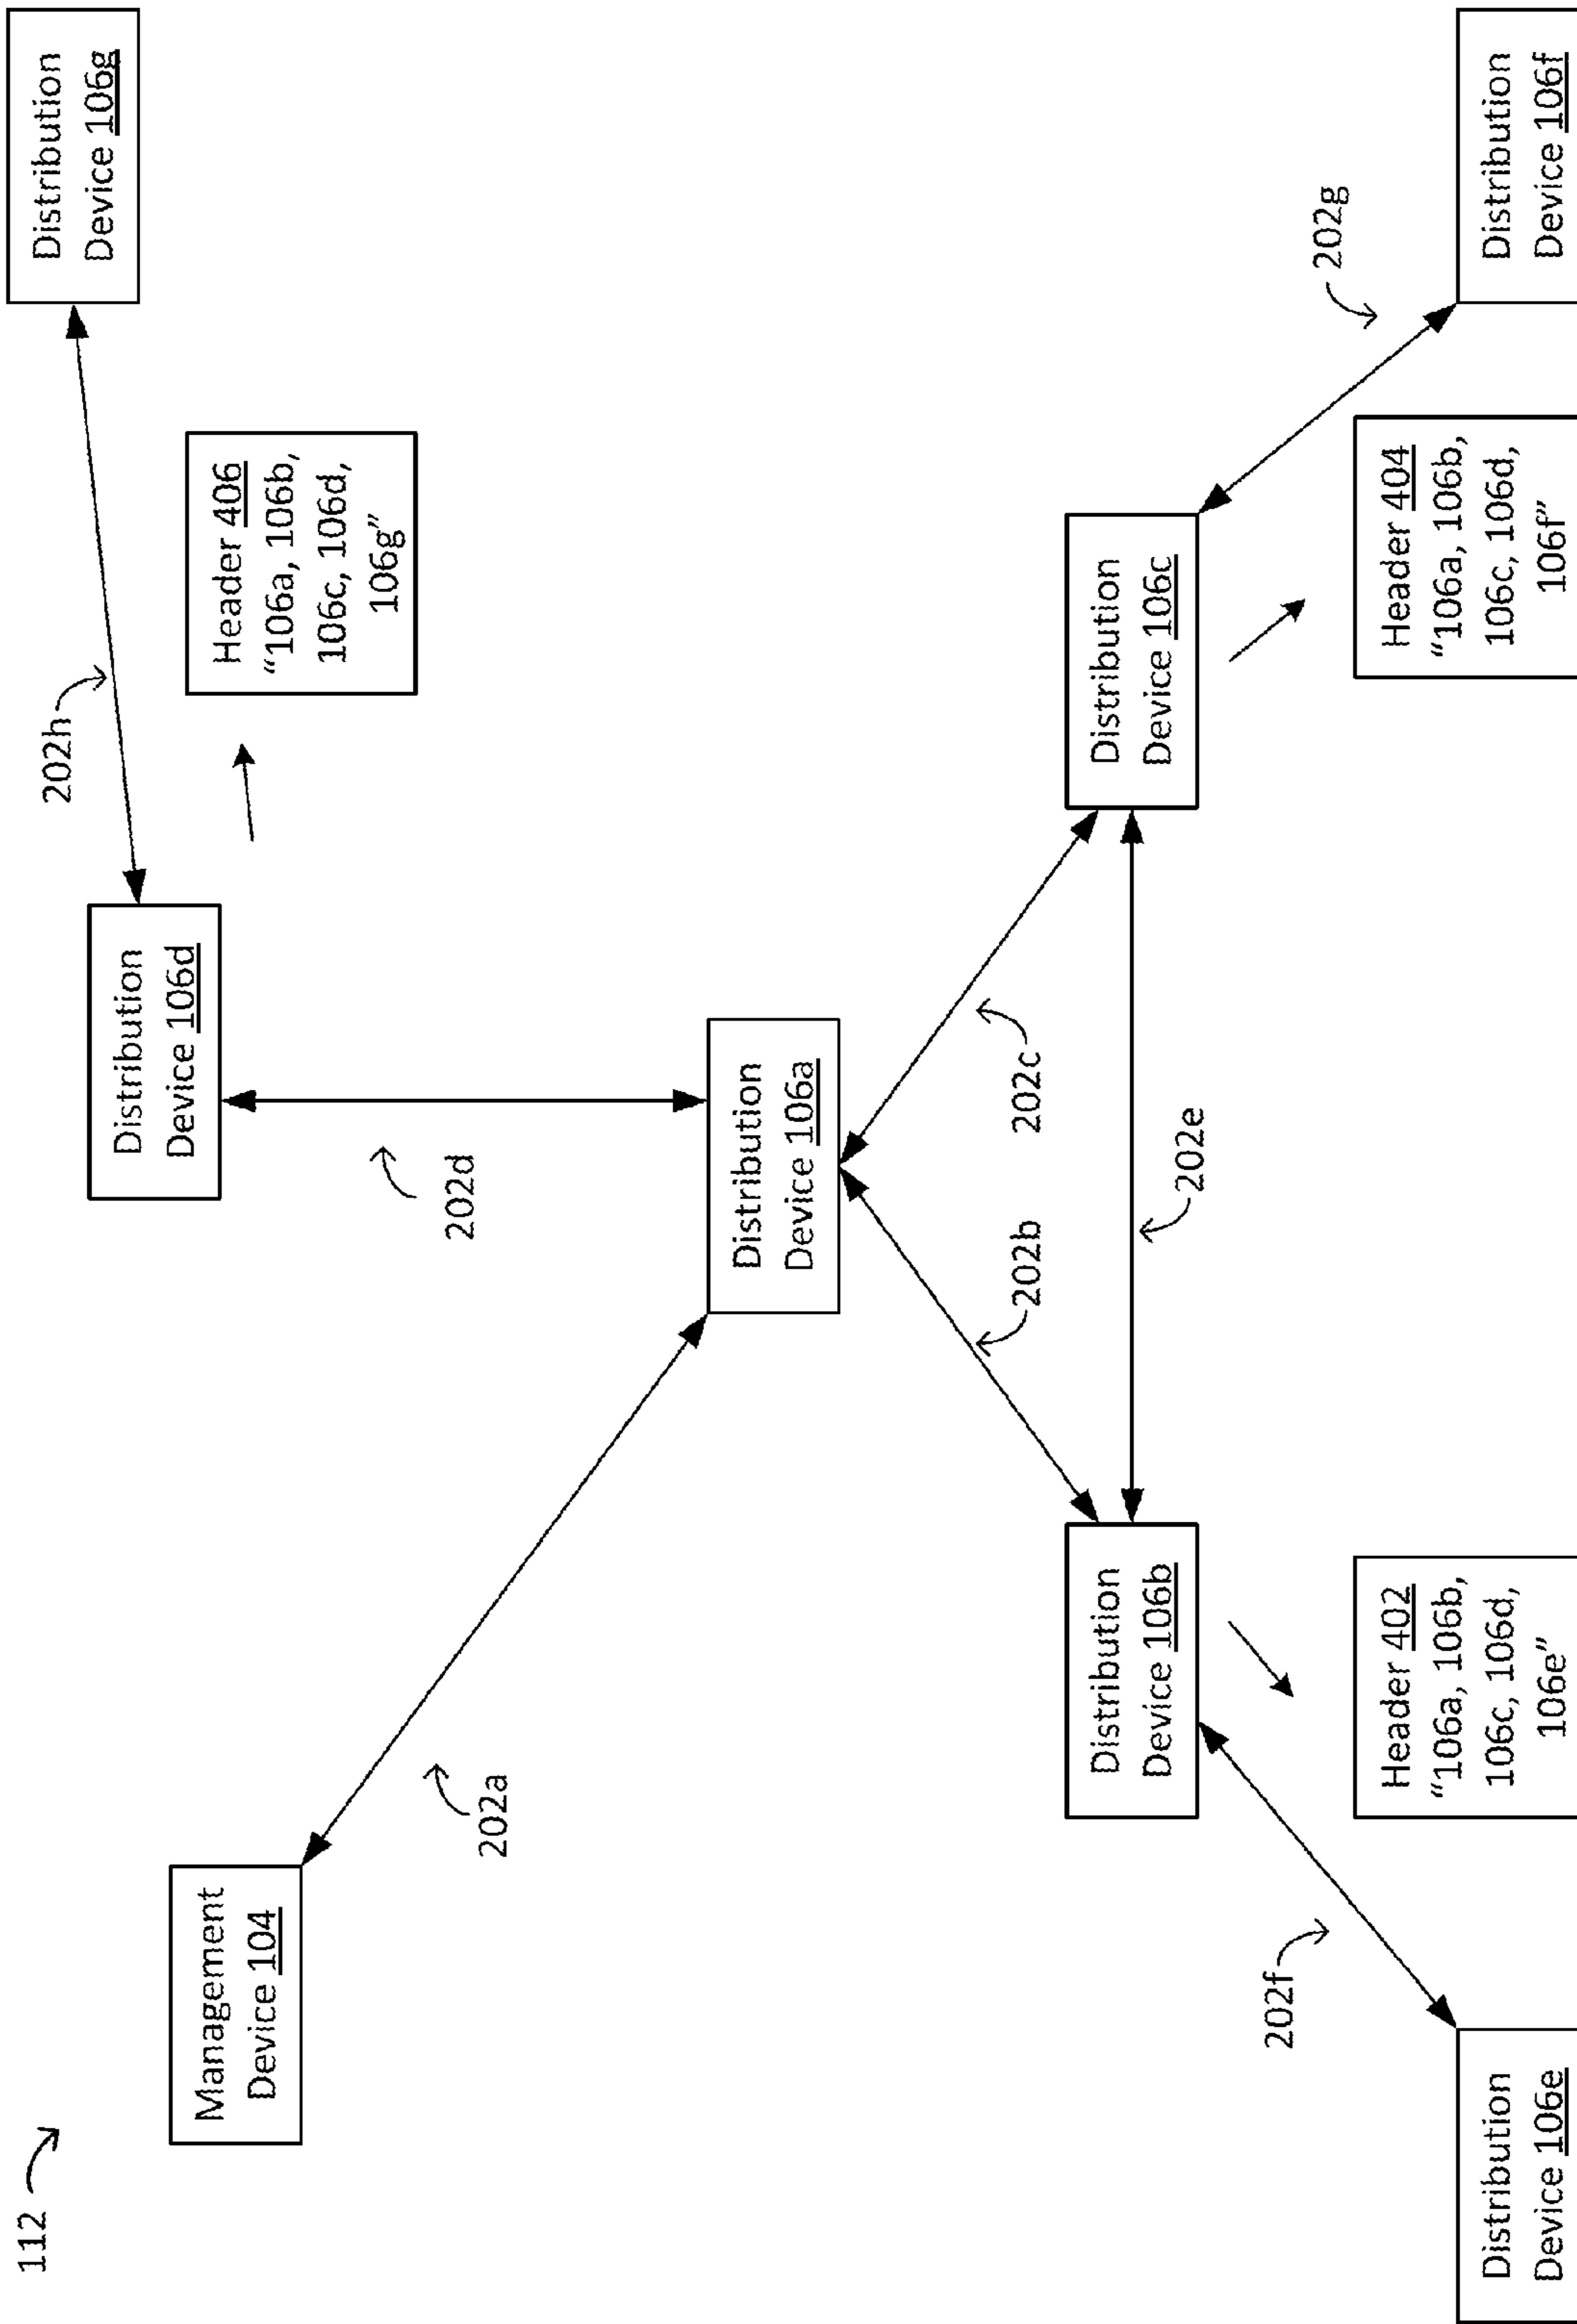 112
Management
Device 104
202a
Distribution
Device 106d
202h
Distribution
Device 106g
Header 406
“106a, 106b,
106c, 106d,
106g”
202d
Distribution
Device 106a
202b
202c
202e
Distribution
Device 106b
Distribution
Device 106c
202f
202g
Header 402
“106a, 106b,
106c, 106d,
106e”
Header 404
“106a, 106b,
106c, 106d,
106f”
Distribution
Device 106e
Distribution
Device 106f